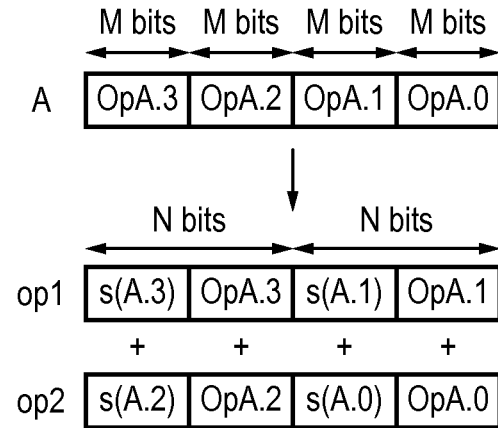 M bits M bits M bits M bits
A OpA.3 OpA.2 OpA.1 OpA.0
N bits N bits
op1 s(A.3) OpA.3 s(A.1) OpA.1
+ + + +
op2 s(A.2) OpA.2 s(A.0) OpA.0